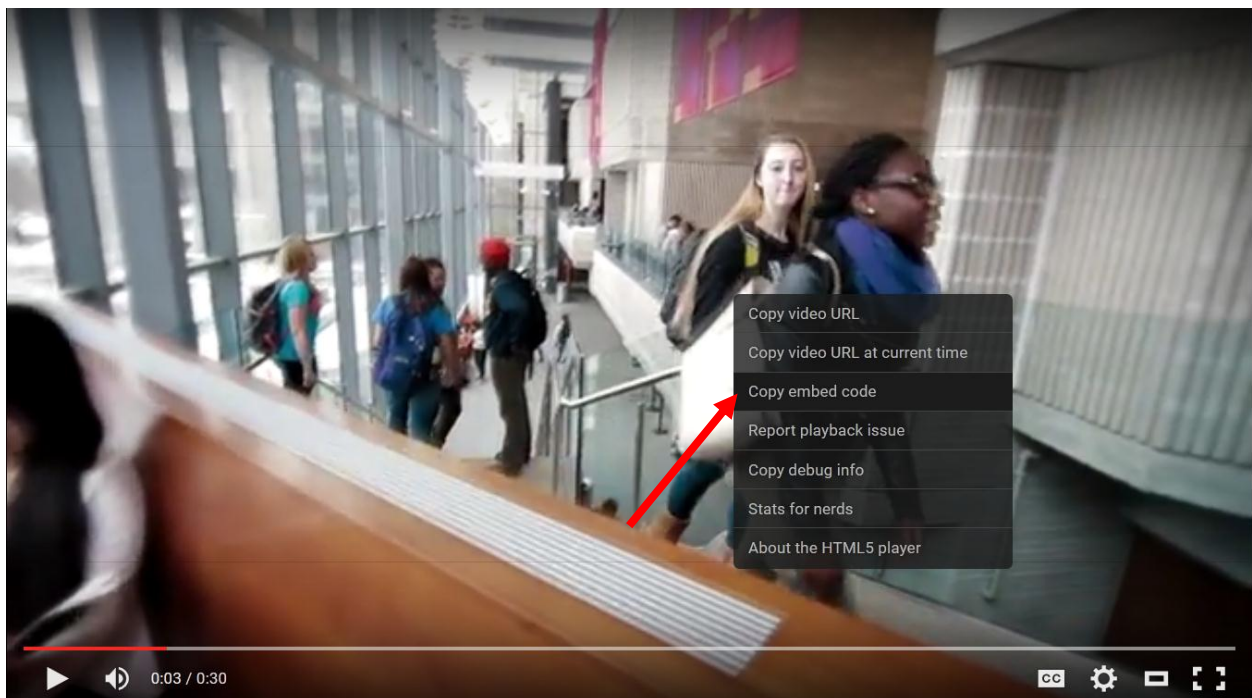 Copy video URL
Copy video URL at current time
Copy embed code
Report playback issue
Copy debug info
Stats for nerds
About the HTML5 player
0:03 / 0:30
CC